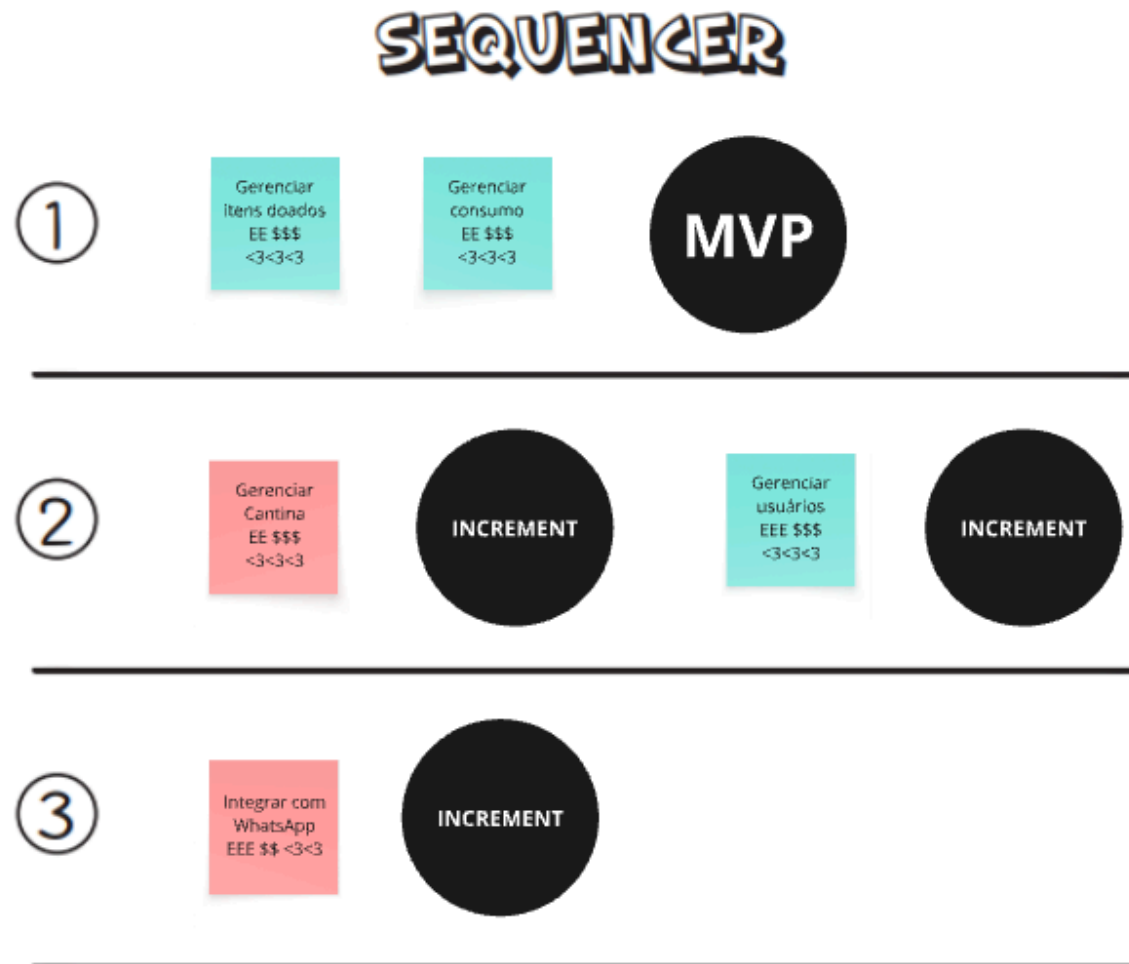 SEQUENCER
1
Gerenciar
itens doados
EE $$$
<3<3<3
Gerenciar
consumo
EE $$$
<3<3<3
MVP
2
Gerenciar
Cantina
EE $$$
<3<3<3
INCREMENT
Gerenciar
usuários
EEE $$$
<3<3<3
INCREMENT
3
Integrar com
WhatsApp
EEE $$ <3<3
INCREMENT